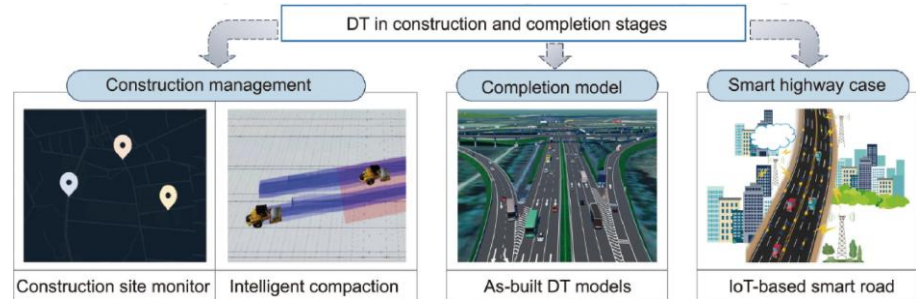 DT in construction and completion stages
Construction management
Completion model
Smart highway case
Construction site monitor
Intelligent compaction
As-built DT models
IoT-based smart road